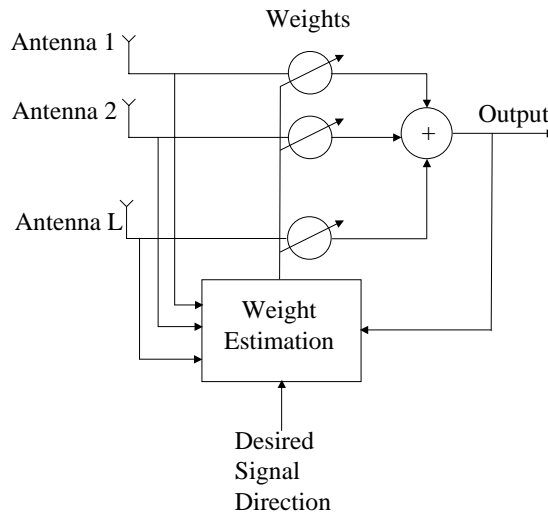 Weights
Antenna 1
Antenna 2
Output
+
Antenna L
Weight
Estimation
Desired
Signal
Direction